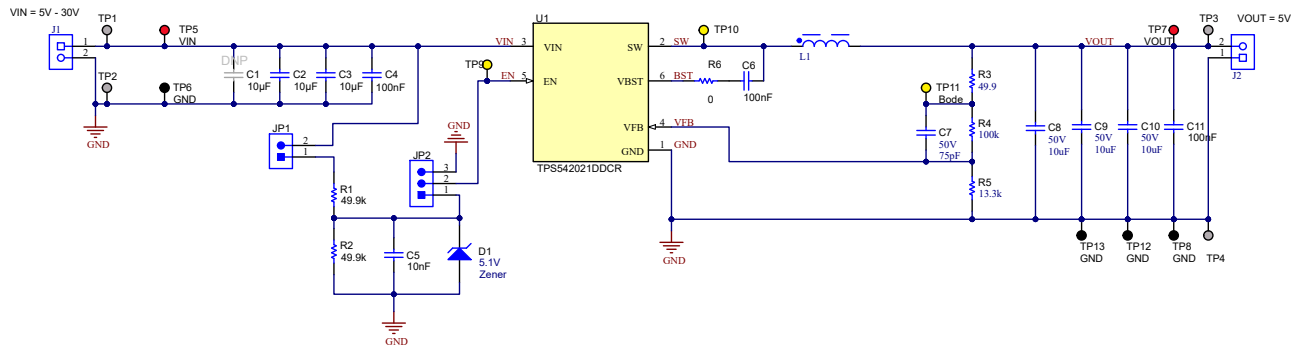 VIN = 5V - 30V
J1
1
2
TP1
TP5
VIN
TP2
TP6
GND
GND
DNP
C1
10µF
C2
10µF
C3
10µF
C4
100nF
JP1
2
1
R1
49.9k
R2
49.9k
C5
10nF
D1
5.1V
Zener
GND
GND
JP2
3
2
1
TP9
VIN
EN
U1
3
VIN
5
EN
SW
VBST
VFB
GND
2
6
4
1
TPS542021DDCR
SW
BST
VFB
GND
TP10
R6
0
C6
100nF
L1
GND
TP11
Bode
C7
50V
75pF
R3
49.9
R4
100k
R5
13.3k
C8
50V
10uF
C9
50V
10uF
C10
50V
10uF
C11
100nF
VOUT
TP7
VOUT
TP3
VOUT = 5V
2
1
J2
TP13
GND
TP12
GND
TP8
GND
TP4